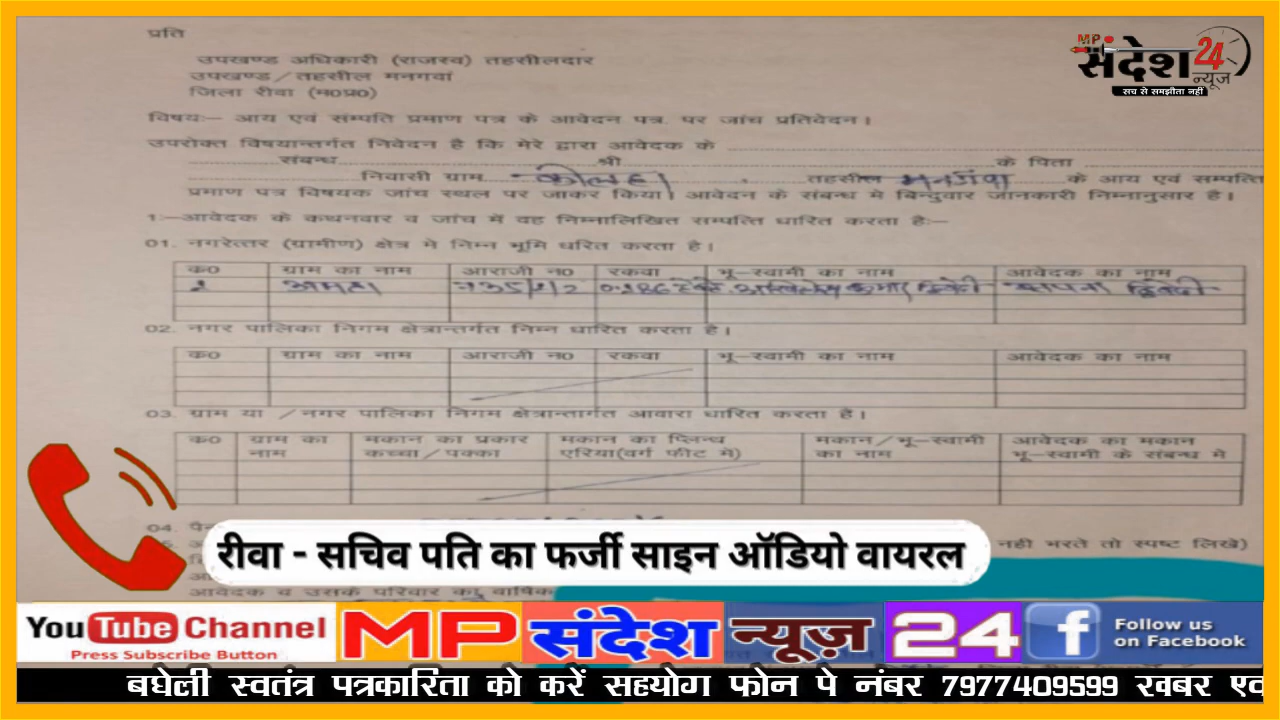 प्रति
उपखण्ड अधिकारी (राजस्व) तहसीलदार
उपखण्ड/तहसील मनगवां
जिला रीवा (म0प्र0)
MP संदेश 24 न्यूज
सच से समझौता नहीं
विषयः– आय एवं सम्पति प्रमाण पत्र के आवेदन पत्र पर जांच प्रतिवेदन।
उपरोक्त विषयान्तर्गत निवेदन है कि मेरे द्वारा आवेदक के
संबन्ध श्री के पिता
निवासी ग्राम तहसील मनगवा के आय एवं सम्पत्ति
प्रमाण पत्र विषयक जांच स्थल पर जाकर किया। आवेदन के संबन्ध मे बिन्दुवार जानकारी निम्नानुसार है।
1:–आवेदक के कथनवार व जांच में वह निम्नालिखित सम्पत्ति धारित करता हैः–
01. नगरेत्तर (ग्रामीण) क्षेत्र मे निम्न भूमि धरित करता है।
क0 ग्राम का नाम आराजी न0 रकवा भू–स्वामी का नाम आवेदक का नाम
02. नगर पालिका निगम क्षेत्रान्तर्गत निम्न धारित करता है।
क0 ग्राम का नाम आराजी न0 रकवा भू–स्वामी का नाम आवेदक का नाम
03. ग्राम या /नगर पालिका निगम क्षेत्रान्तार्गत आवारा धारित करता है।
क0 ग्राम का नाम मकान का प्रकार कच्चा/पक्का मकान का प्लिन्थ एरिया(वर्ग फीट मे) मकान/भू–स्वामी का नाम आवेदक का मकान भू–स्वामी के संबन्ध मे
04.
नही भरते तो स्पष्ट लिखे)
रीवा - सचिव पति का फर्जी साइन ऑडियो वायरल
आवेदक व उसके परिवार का वार्षिक
YouTube Channel
Press Subscribe Button
MP संदेश न्यूज़ 24
Follow us
on Facebook
बघेली स्वतंत्र पत्रकारिता को करें सहयोग फोन पे नंबर 7977409599 खबर एव